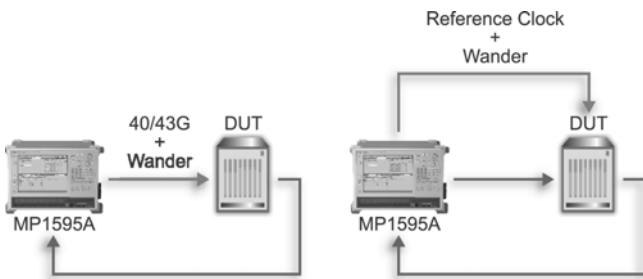 40/43G
+
Wander
DUT
MP1595A
Reference Clock
+
Wander
DUT
MP1595A